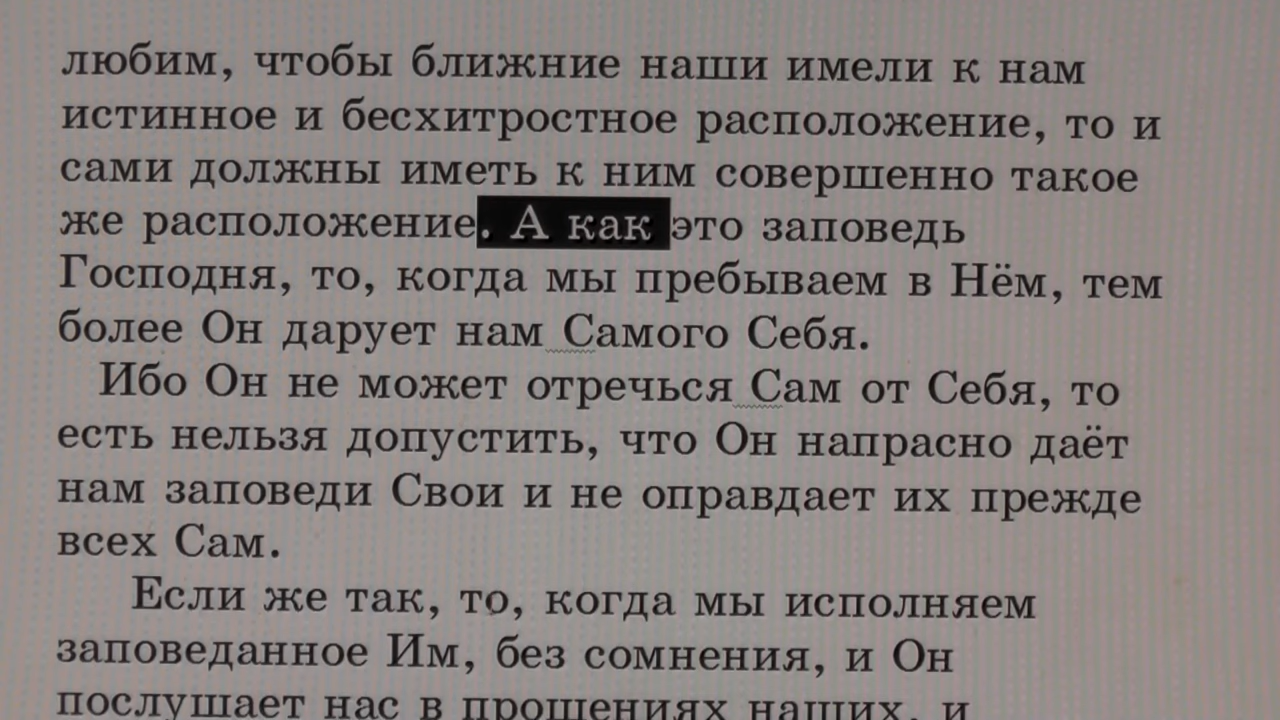 любим, чтобы ближние наши имели к нам
истинное и бесхитростное расположение, то и
сами должны иметь к ним совершенно такое
же расположение. А как это заповедь
Господня, то, когда мы пребываем в Нём, тем
более Он дарует нам Самого Себя.
Ибо Он не может отречься Сам от Себя, то
есть нельзя допустить, что Он напрасно даёт
нам заповеди Свои и не оправдает их прежде
всех Сам.
Если же так, то, когда мы исполняем
заповеданное Им, без сомнения, и Он
послушает нас в прошениях наших, и